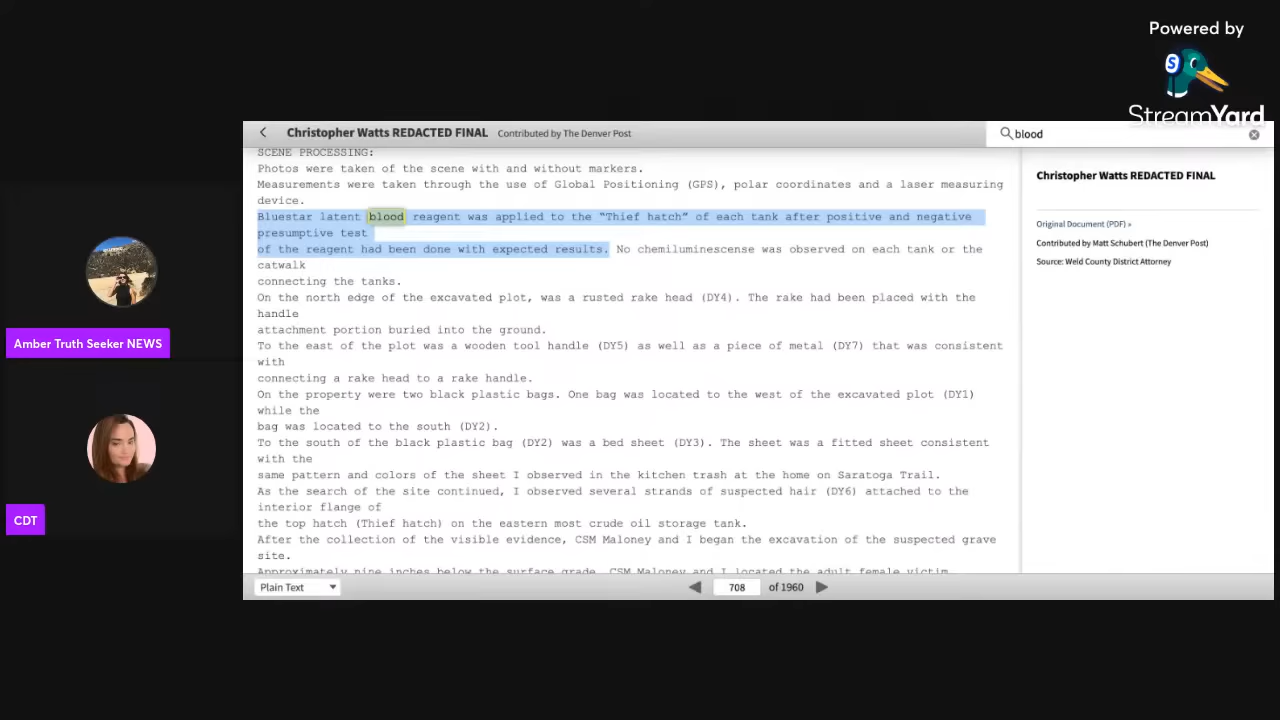 Powered by
S
StreamYard
Christopher Watts REDACTED FINAL Contributed by The Denver Post
blood
SCENE PROCESSING:
Photos were taken of the scene with and without markers.
Measurements were taken through the use of Global Positioning (GPS), polar coordinates and a laser measuring
device.
Bluestar latent blood reagent was applied to the “Thief hatch” of each tank after positive and negative
presumptive test
of the reagent had been done with expected results. No chemiluminescense was observed on each tank or the
catwalk
connecting the tanks.
On the north edge of the excavated plot, was a rusted rake head (DY4). The rake had been placed with the
handle
attachment portion buried into the ground.
To the east of the plot was a wooden tool handle (DY5) as well as a piece of metal (DY7) that was consistent
with
connecting a rake head to a rake handle.
On the property were two black plastic bags. One bag was located to the west of the excavated plot (DY1)
while the
bag was located to the south (DY2).
To the south of the black plastic bag (DY2) was a bed sheet (DY3). The sheet was a fitted sheet consistent
with the
same pattern and colors of the sheet I observed in the kitchen trash at the home on Saratoga Trail.
As the search of the site continued, I observed several strands of suspected hair (DY6) attached to the
interior flange of
the top hatch (Thief hatch) on the eastern most crude oil storage tank.
After the collection of the visible evidence, CSM Maloney and I began the excavation of the suspected grave
site.
Approximately nine inches below the surface grade, CSM Maloney and I located the adult female victim
Plain Text
708 of 1960
Christopher Watts REDACTED FINAL
Original Document (PDF) »
Contributed by Matt Schubert (The Denver Post)
Source: Weld County District Attorney
Amber Truth Seeker NEWS
CDT